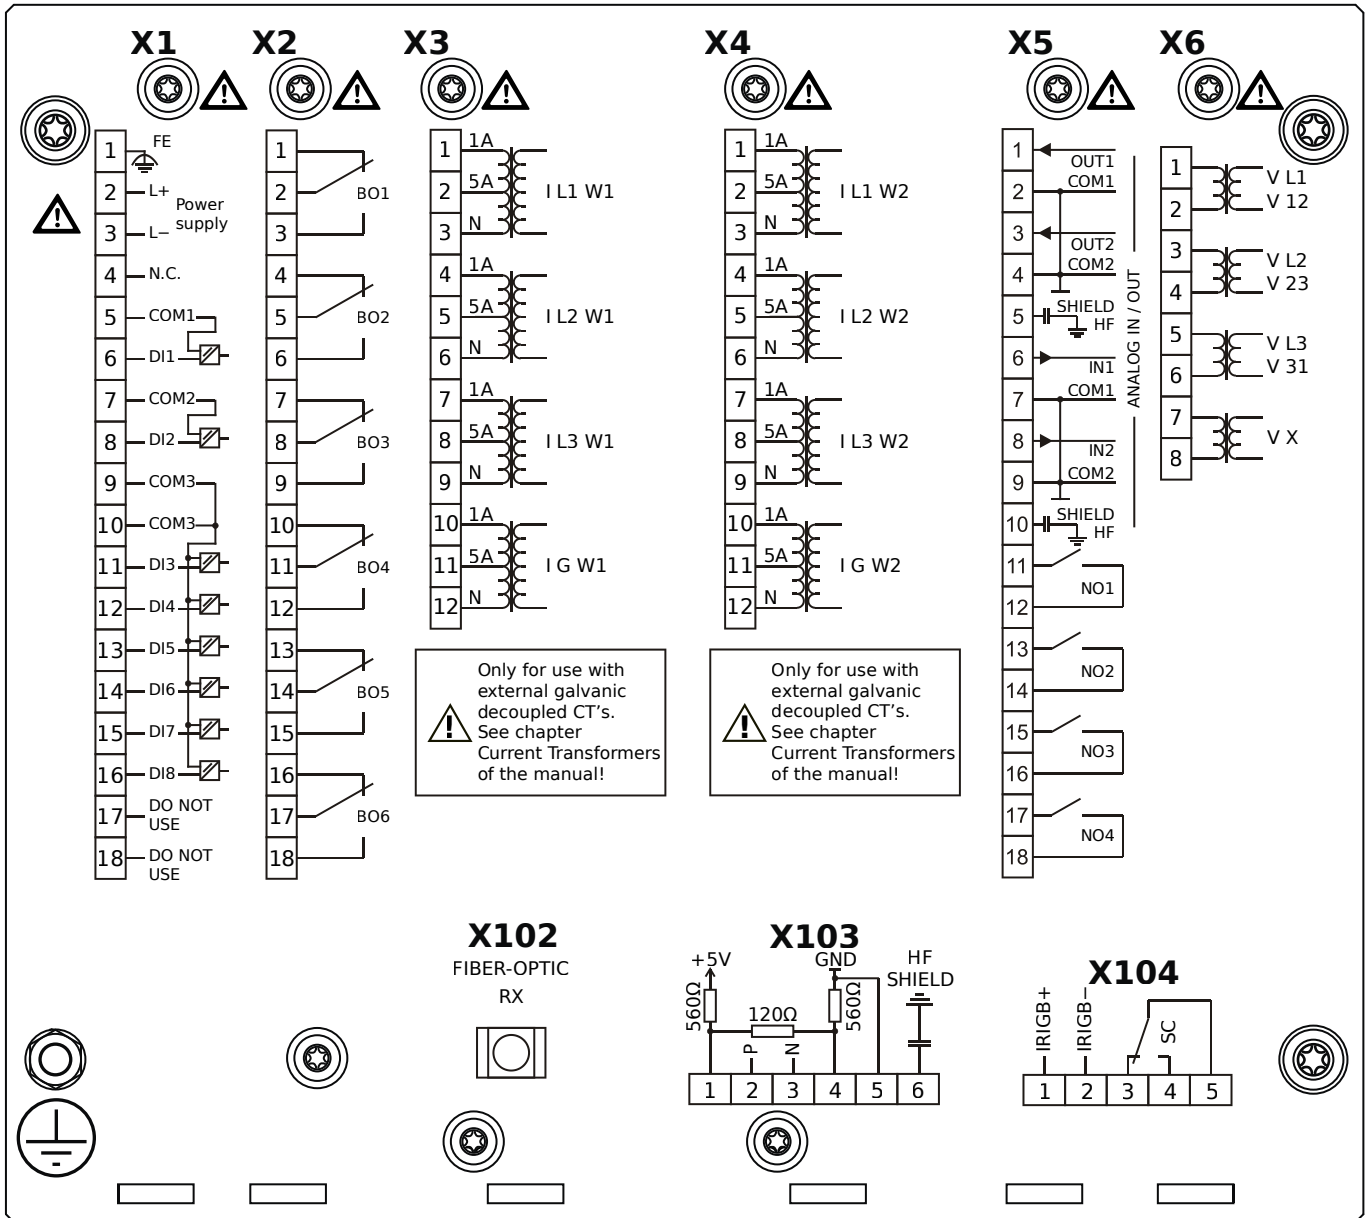 X1
X2
X3
X4
X5
X6
1 FE
2 L+
Power
supply
3 L−
4 N.C.
5 COM1
6 DI1
7 COM2
8 DI2
9 COM3
10 COM3
11 DI3
12 DI4
13 DI5
14 DI6
15 DI7
16 DI8
17 DO NOT
USE
18 DO NOT
USE
1
2 BO1
3
4
5 BO2
6
7
8 BO3
9
10
11 BO4
12
13
14 BO5
15
16
17 BO6
18
1 1A
2 5A I L1 W1
3 N
4 1A
5 5A I L2 W1
6 N
7 1A
8 5A I L3 W1
9 N
10 1A
11 5A I G W1
12 N
Only for use with
external galvanic
decoupled CT's.
See chapter
Current Transformers
of the manual!
1 1A
2 5A I L1 W2
3 N
4 1A
5 5A I L2 W2
6 N
7 1A
8 5A I L3 W2
9 N
10 1A
11 5A I G W2
12 N
Only for use with
external galvanic
decoupled CT's.
See chapter
Current Transformers
of the manual!
1 OUT1
2 COM1
3 OUT2
4 COM2
5 SHIELD
HF
6 IN1
7 COM1
8 IN2
9 COM2
10 SHIELD
HF
ANALOG IN / OUT
11
NO1
12
13
NO2
14
15
NO3
16
17
NO4
18
1 V L1
2 V 12
3 V L2
4 V 23
5 V L3
6 V 31
7
V X
8
X102
FIBER-OPTIC
RX
X103
+5V
GND
HF
SHIELD
560Ω
120Ω
560Ω
P
N
1 2 3 4 5 6
X104
IRIGB+
IRIGB−
SC
1 2 3 4 5